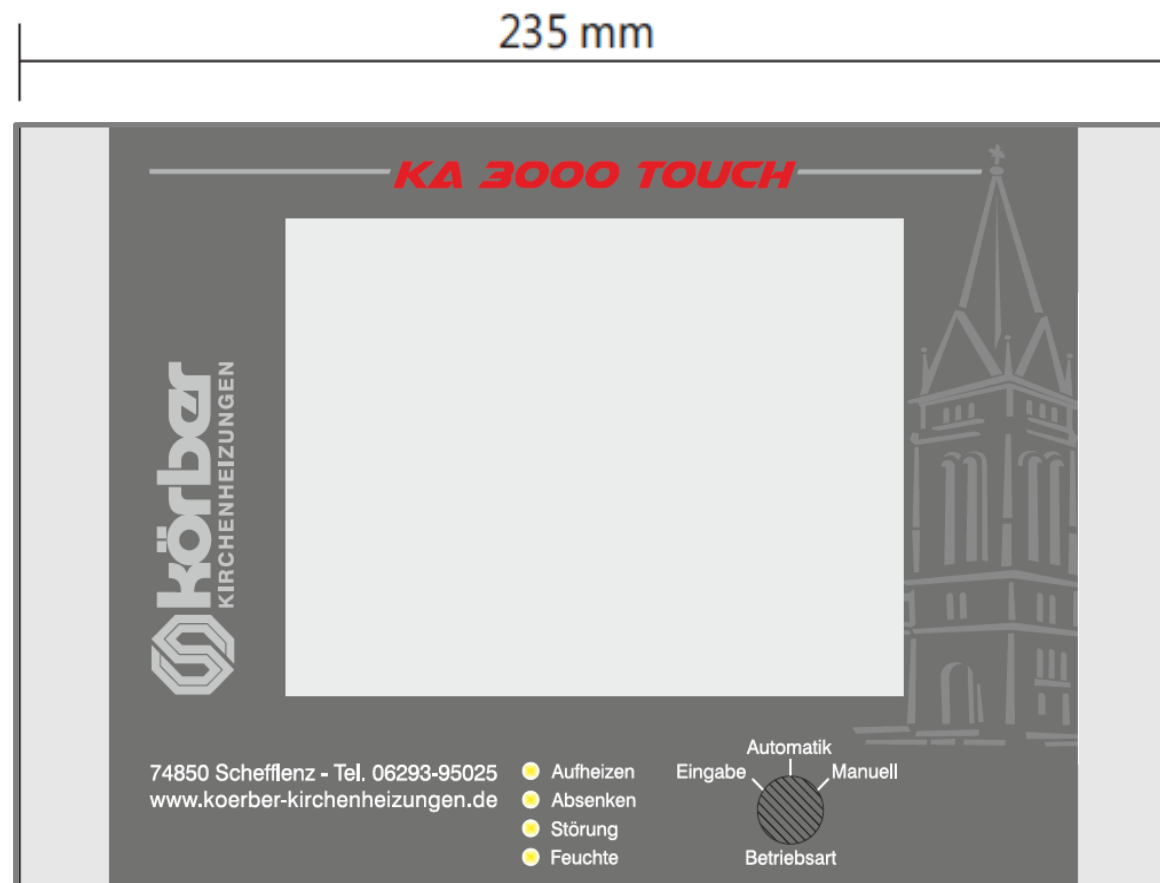 235 mm
KA 3000 TOUCH
körber
KIRCHENHEIZUNGEN
74850 Schefflenz - Tel. 06293-95025
www.koerber-kirchenheizungen.de
Aufheizen
Absenken
Störung
Feuchte
Automatik
Eingabe
Manuell
Betriebsart